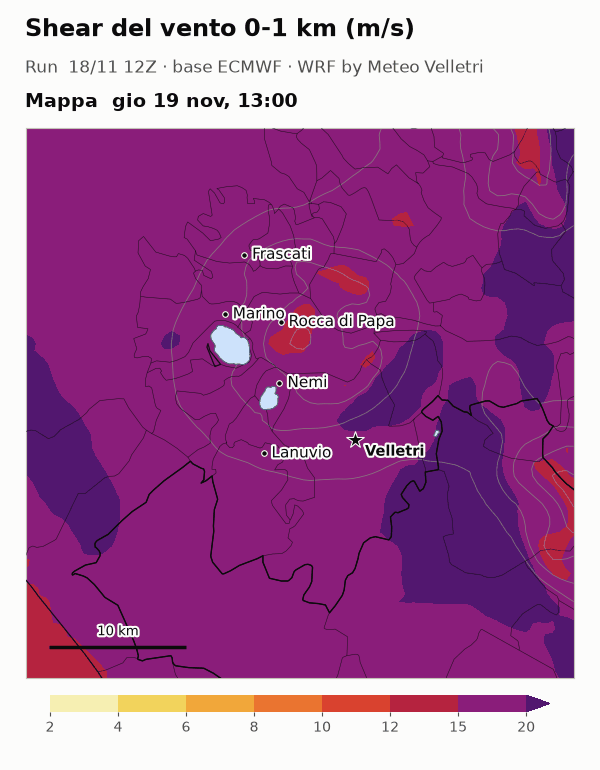 Shear del vento 0-1 km (m/s)
Run  18/11 12Z · base ECMWF · WRF by Meteo Velletri
Mappa  gio 19 nov, 13:00
Frascati
Marino
Rocca di Papa
Nemi
Velletri
Lanuvio
10 km
2 4 6 8 10 12 15 20